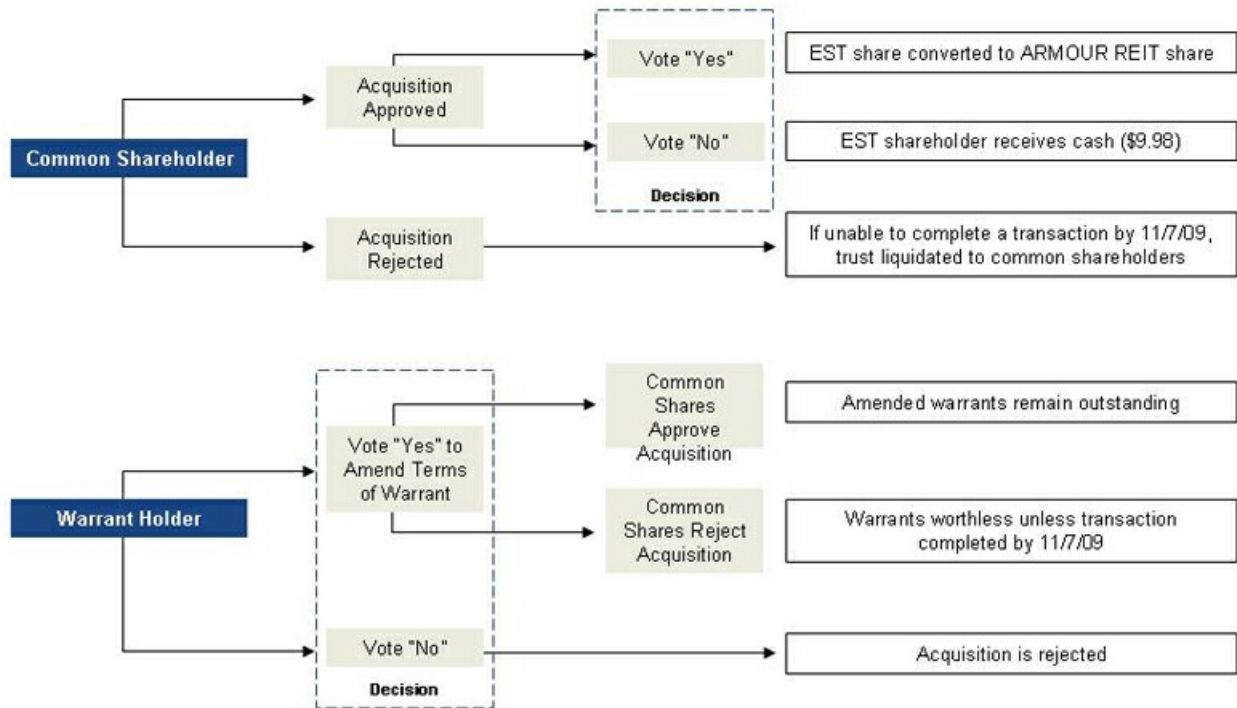 Common Shareholder
Acquisition
Approved
Vote "Yes"
EST share converted to ARMOUR REIT share
Vote "No"
EST shareholder receives cash ($9.98)
Decision
Acquisition
Rejected
If unable to complete a transaction by 11/7/09,
trust liquidated to common shareholders
Warrant Holder
Vote "Yes" to
Amend Terms
of Warrant
Common
Shares
Approve
Acquisition
Amended warrants remain outstanding
Common
Shares Reject
Acquisition
Warrants worthless unless transaction
completed by 11/7/09
Vote "No"
Acquisition is rejected
Decision